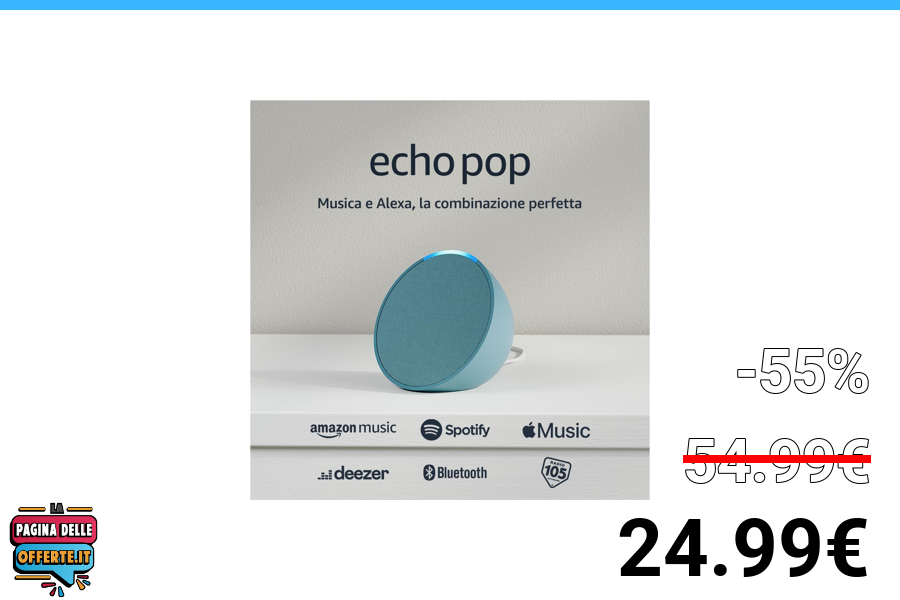 echo pop
Musica e Alexa, la combinazione perfetta
amazon music
Spotify
Music
deezer
Bluetooth
RADIO
105
-55%
54.99€
24.99€
LA
PAGINA DELLE
OFFERTE.IT